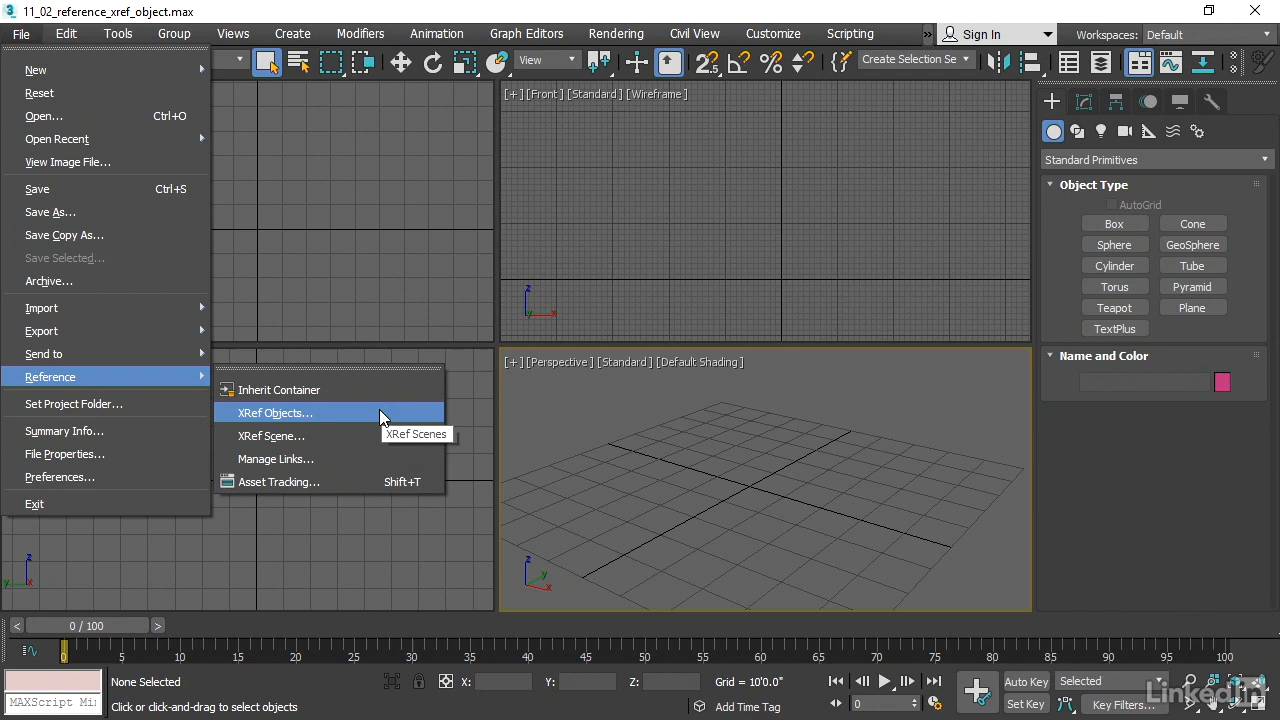 11_02_reference_xref_object.max
File Edit Tools Group Views Create Modifiers Animation Graph Editors Rendering Civil View Customize Scripting » Sign In Workspaces: Default
View Create Selection Se
New
Reset
Open... Ctrl+O
Open Recent
View Image File...
Save Ctrl+S
Save As...
Save Copy As...
Save Selected...
Archive...
Import
Export
Send to
Reference
Set Project Folder...
Summary Info...
File Properties...
Preferences...
Exit
Inherit Container
XRef Objects...
XRef Scenes
XRef Scene...
Manage Links...
Asset Tracking... Shift+T
[+] [Front] [Standard] [Wireframe]
z
x
y
[+] [Perspective] [Standard] [Default Shading]
z
y
x
z
y
x
Standard Primitives
Object Type
AutoGrid
Box Cone
Sphere GeoSphere
Cylinder Tube
Torus Pyramid
Teapot Plane
TextPlus
Name and Color
< 0 / 100 >
0 5 10 15 20 25 30 35 40 45 50 55 60 65 70 75 80 85 90 95 100
None Selected X: Y: Z: Grid = 10'0.0" Auto Key Selected
MAXScript Mi Click or click-and-drag to select objects Add Time Tag 0 Set Key Key Filters...
LinkedIn